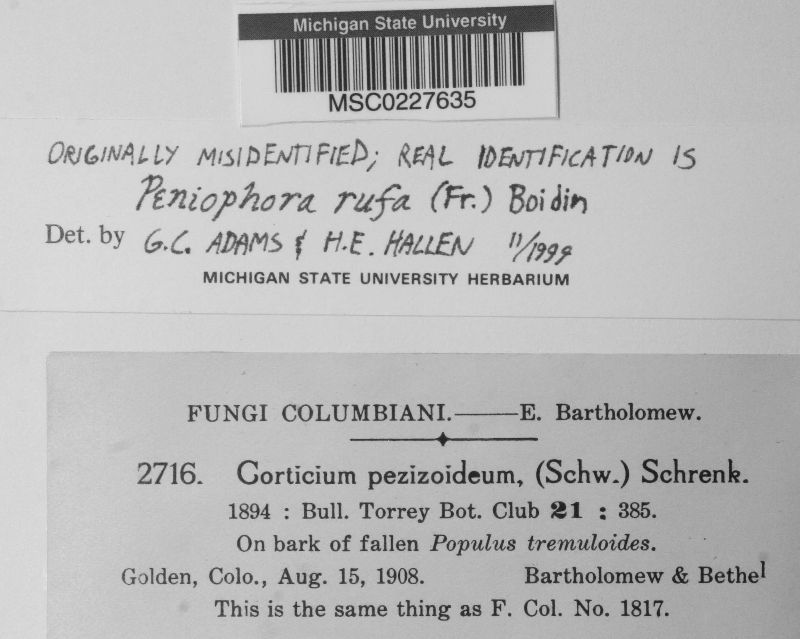 Michigan State University
MSC0227635
ORIGINALLY MISIDENTIFIED; REAL IDENTIFICATION IS
Peniophora rufa (Fr.) Boidin
Det. by G.C. ADAMS & H.E. HALLEN 11/1999
MICHIGAN STATE UNIVERSITY HERBARIUM
FUNGI COLUMBIANI.——E. Bartholomew.
2716. Corticium pezizoideum, (Schw.) Schrenk.
1894 : Bull. Torrey Bot. Club 21 : 385.
On bark of fallen Populus tremuloides.
Golden, Colo., Aug. 15, 1908. Bartholomew & Bethel
This is the same thing as F. Col. No. 1817.